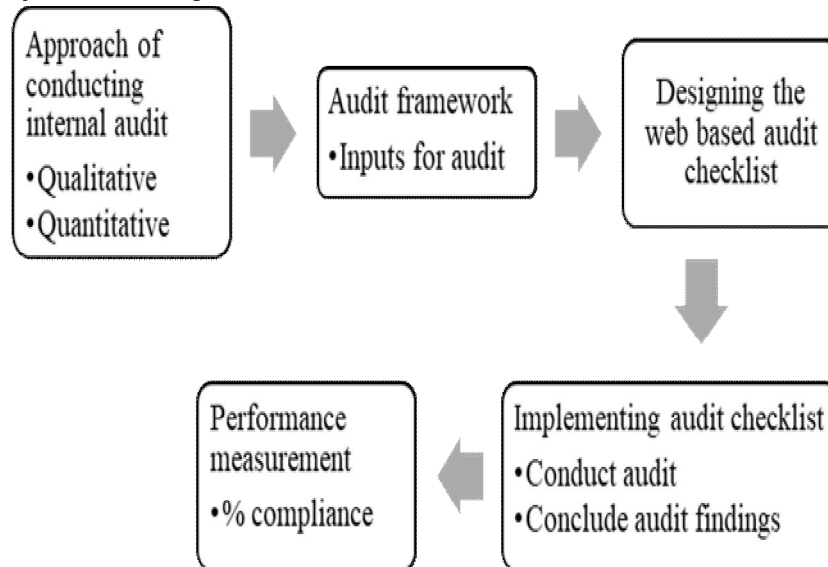 Approach of
conducting
internal audit
•Qualitative
•Quantitative
Audit framework
•Inputs for audit
Designing the
web based audit
checklist
Implementing audit checklist
•Conduct audit
•Conclude audit findings
Performance
measurement
•% compliance